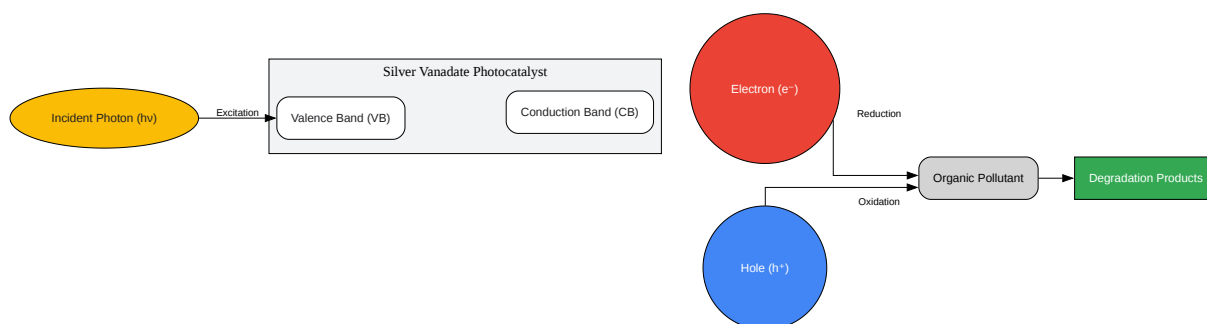 Silver Vanadate Photocatalyst
Incident Photon (hν)
Excitation
Valence Band (VB)
Conduction Band (CB)
Electron (e⁻)
Reduction
Organic Pollutant
Degradation Products
Oxidation
Hole (h⁺)